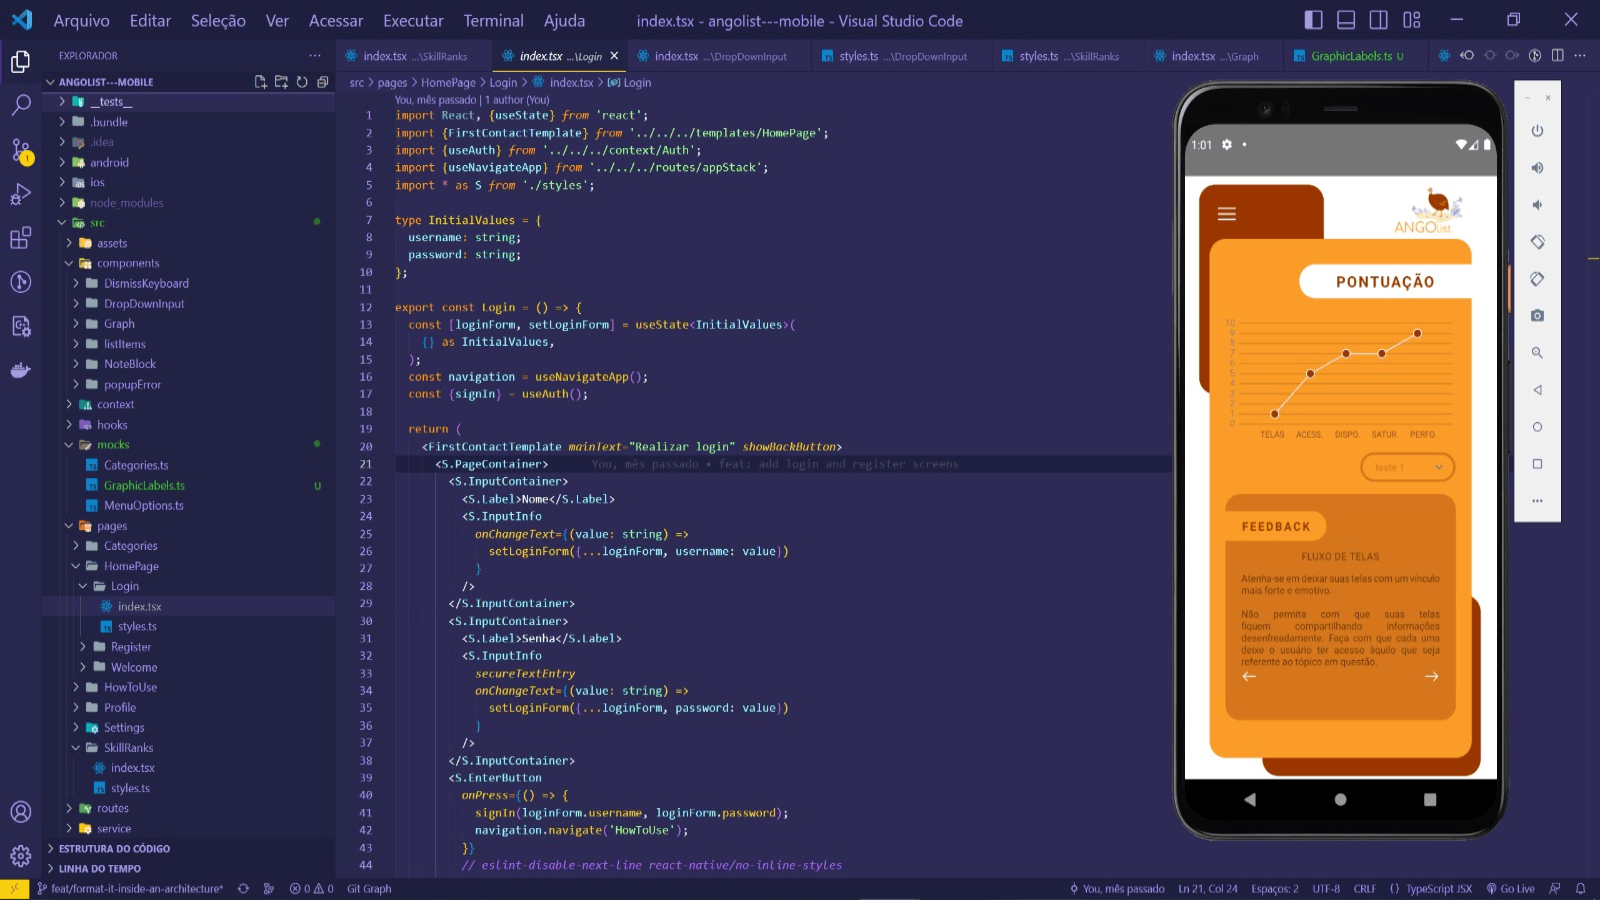 Arquivo Editar Seleção Ver Acessar Executar Terminal Ajuda
index.tsx - angolist---mobile - Visual Studio Code
EXPLORADOR
ANGOLIST---MOBILE
__tests__
.bundle
.idea
android
ios
node_modules
src
assets
components
DismissKeyboard
DropDownInput
Graph
listItems
NoteBlock
popupError
context
hooks
mocks
Categories.ts
GraphicLabels.ts U
MenuOptions.ts
pages
Categories
HomePage
Login
index.tsx
styles.ts
Register
Welcome
HowToUse
Profile
Settings
SkillRanks
index.tsx
styles.ts
routes
service
ESTRUTURA DO CÓDIGO
LINHA DO TEMPO
index.tsx ...\SkillRanks
index.tsx ...\Login
index.tsx ...\DropDownInput
styles.ts ...\DropDownInput
styles.ts ...\SkillRanks
index.tsx ...\Graph
GraphicLabels.ts U
src > pages > HomePage > Login > index.tsx > Login
You, mês passado | 1 author (You)
1 import React, {useState} from 'react';
2 import {FirstContactTemplate} from '../../../templates/HomePage';
3 import {useAuth} from '../../../context/Auth';
4 import {useNavigateApp} from '../../../routes/appStack';
5 import * as S from './styles';
6
7 type InitialValues = {
8 username: string;
9 password: string;
10 };
11
12 export const Login = () => {
13 const [loginForm, setLoginForm] = useState<InitialValues>(
14 {} as InitialValues,
15 );
16 const navigation = useNavigateApp();
17 const {signIn} = useAuth();
18
19 return (
20 <FirstContactTemplate mainText="Realizar login" showBackButton>
21 <S.PageContainer> You, mês passado • feat: add login and register screens
22 <S.InputContainer>
23 <S.Label>Nome</S.Label>
24 <S.InputInfo
25 onChangeText={(value: string) =>
26 setLoginForm({...loginForm, username: value})
27 }
28 />
29 </S.InputContainer>
30 <S.InputContainer>
31 <S.Label>Senha</S.Label>
32 <S.InputInfo
33 secureTextEntry
34 onChangeText={(value: string) =>
35 setLoginForm({...loginForm, password: value})
36 }
37 />
38 </S.InputContainer>
39 <S.EnterButton
40 onPress={() => {
41 signIn(loginForm.username, loginForm.password);
42 navigation.navigate('HowToUse');
43 }}
44 // eslint-disable-next-line react-native/no-inline-styles
1:01
ANGOlist
PONTUAÇÃO
10
9
8
7
6
5
4
3
2
1
0
TELAS ACESS. DISPO. SATUR. PERFO.
teste 1
FEEDBACK
FLUXO DE TELAS
Atenha-se em deixar suas telas com um vínculo
mais forte e emotivo.
Não permita com que suas telas
fiquem compartilhando informações
desenfreadamente. Faça com que cada uma
deixe o usuário ter acesso àquilo que seja
referente ao tópico em questão.
feat/format-it-inside-an-architecture* 0 0 Git Graph
You, mês passado Ln 21, Col 24 Espaços: 2 UTF-8 CRLF {} TypeScript JSX Go Live